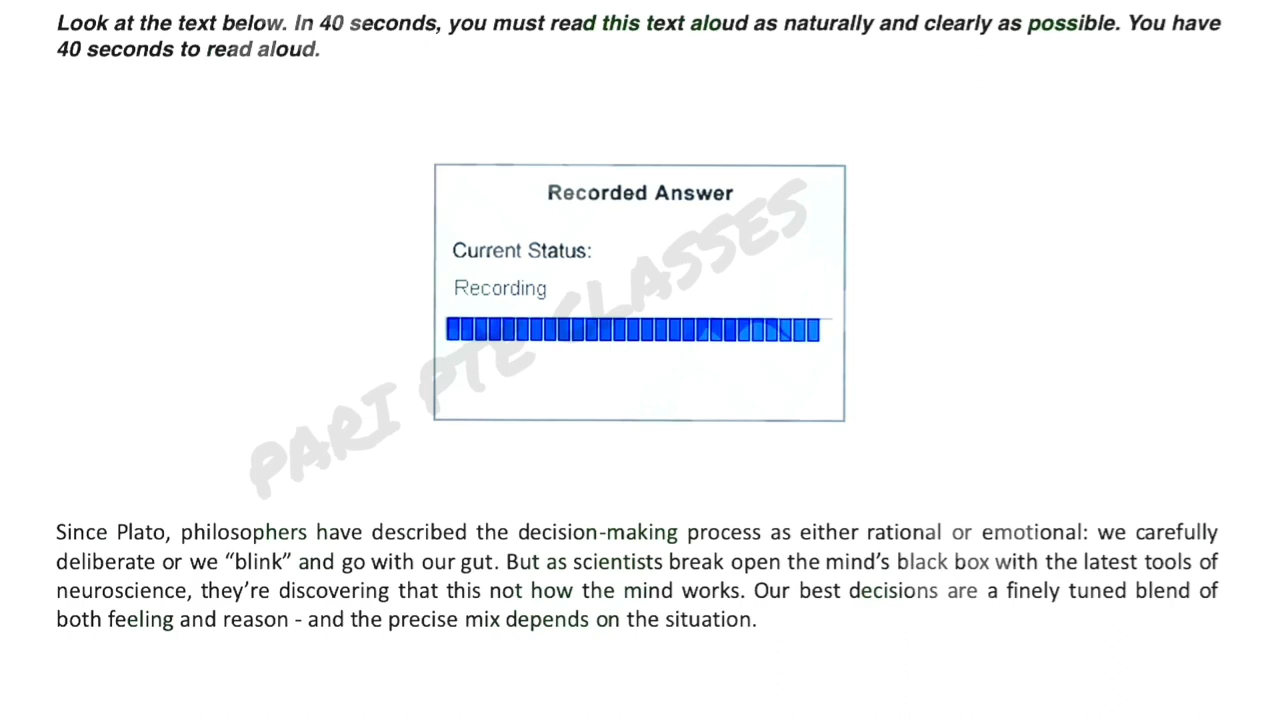 Look at the text below. In 40 seconds, you must read this text aloud as naturally and clearly as possible. You have
40 seconds to read aloud.
Recorded Answer
Current Status:
Recording
PARI PTE CLASSES
Since Plato, philosophers have described the decision-making process as either rational or emotional: we carefully
deliberate or we “blink” and go with our gut. But as scientists break open the mind’s black box with the latest tools of
neuroscience, they’re discovering that this not how the mind works. Our best decisions are a finely tuned blend of
both feeling and reason - and the precise mix depends on the situation.